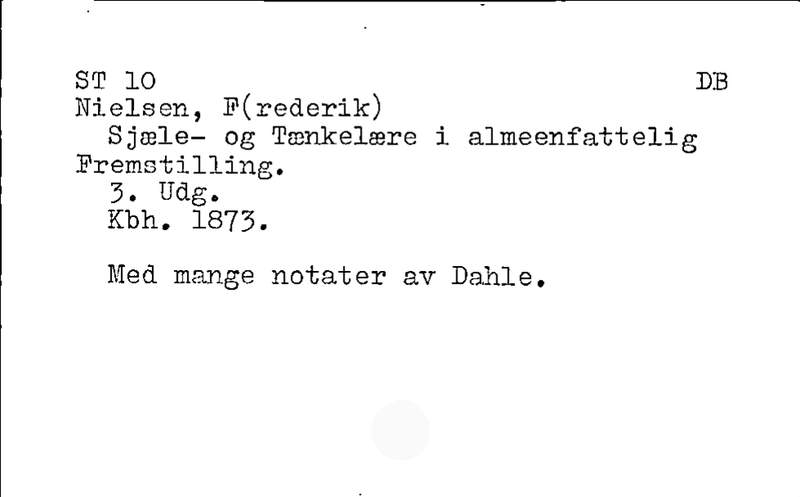 ST 10 DB
Nielsen, F(rederik)
Sjæle- og Tænkelære i almeenfattelig
Fremstilling.
3. Udg.
Kbh. 1873.
Med mange notater av Dahle.